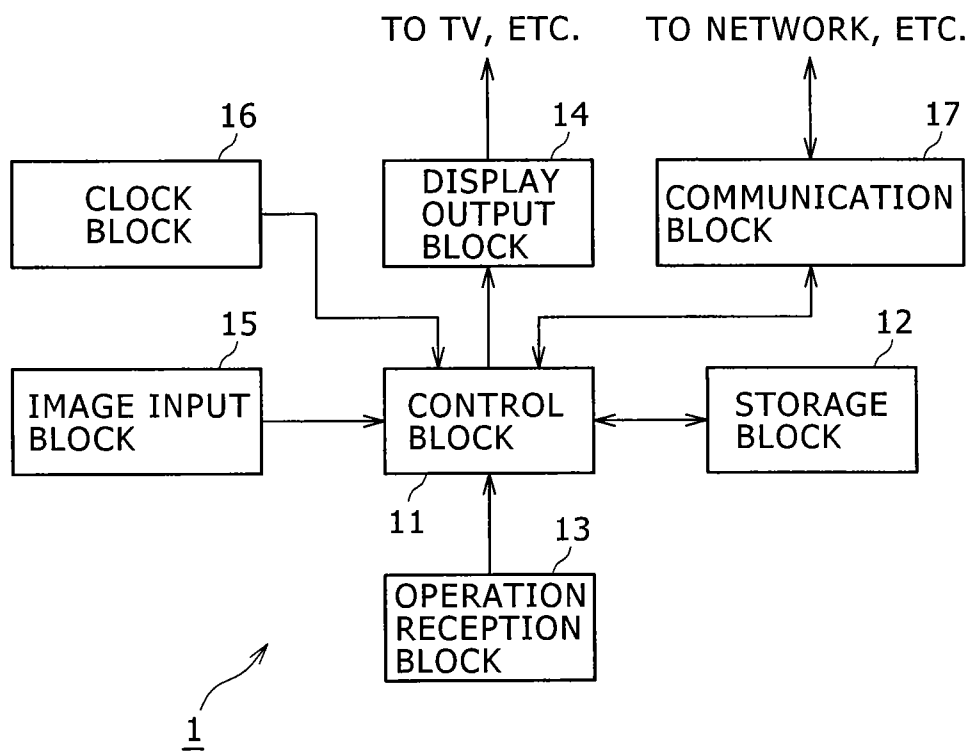 TO TV, ETC.
TO NETWORK, ETC.
16
14
17
CLOCK
BLOCK
DISPLAY
OUTPUT
BLOCK
COMMUNICATION
BLOCK
15
12
IMAGE INPUT
BLOCK
CONTROL
BLOCK
STORAGE
BLOCK
11
13
OPERATION
RECEPTION
BLOCK
1